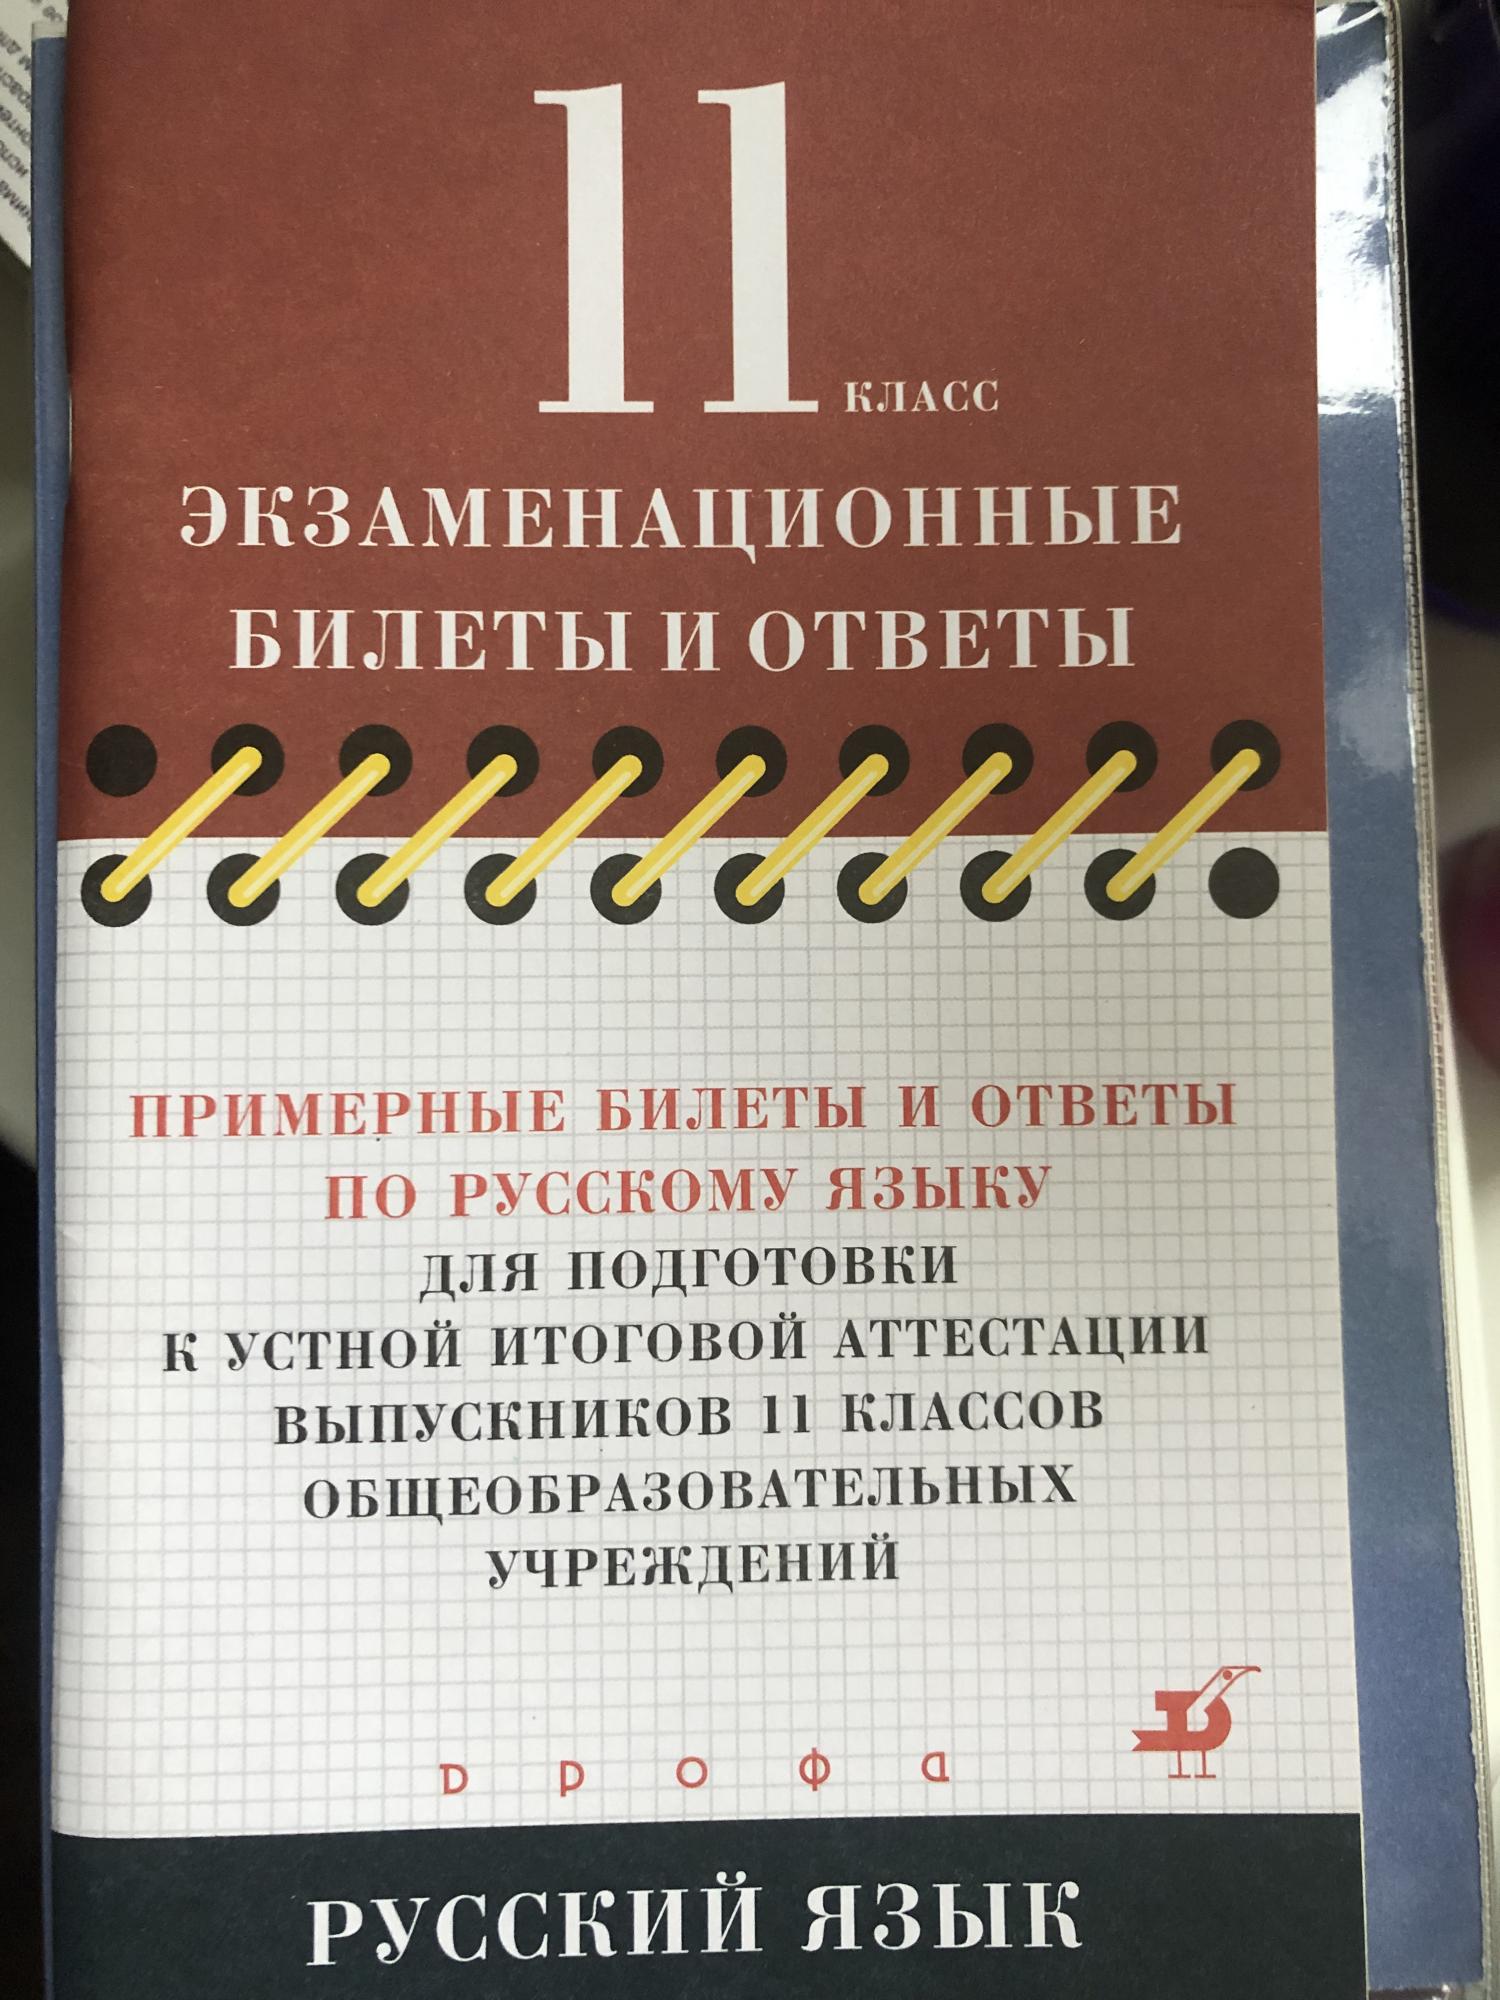 11 КЛАСС
ЭКЗАМЕНАЦИОННЫЕ
БИЛЕТЫ И ОТВЕТЫ
ПРИМЕРНЫЕ БИЛЕТЫ И ОТВЕТЫ
ПО РУССКОМУ ЯЗЫКУ
ДЛЯ ПОДГОТОВКИ
К УСТНОЙ ИТОГОВОЙ АТТЕСТАЦИИ
ВЫПУСКНИКОВ 11 КЛАССОВ
ОБЩЕОБРАЗОВАТЕЛЬНЫХ
УЧРЕЖДЕНИЙ
ДРОФА
РУССКИЙ ЯЗЫК